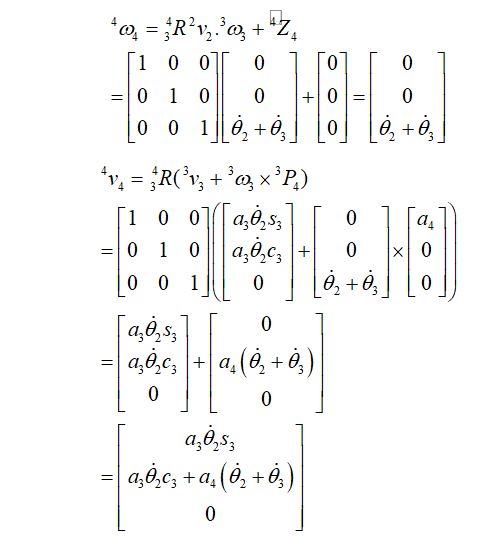 ⁴ω₄ = ⁴₃R ²v₂ . ³ω₃ + ⁴Z₄
= [1 0 0; 0 1 0; 0 0 1] [0; 0; θ̇₂ + θ̇₃] + [0; 0; 0] = [0; 0; θ̇₂ + θ̇₃]
⁴v₄ = ⁴₃R(³v₃ + ³ω₃ × ³P₄)
= [1 0 0; 0 1 0; 0 0 1] ([a₃θ̇₂s₃; a₃θ̇₂c₃; 0] + [0; 0; θ̇₂ + θ̇₃] × [a₄; 0; 0])
= [a₃θ̇₂s₃; a₃θ̇₂c₃; 0] + [0; a₄(θ̇₂ + θ̇₃); 0]
= [a₃θ̇₂s₃; a₃θ̇₂c₃ + a₄(θ̇₂ + θ̇₃); 0]